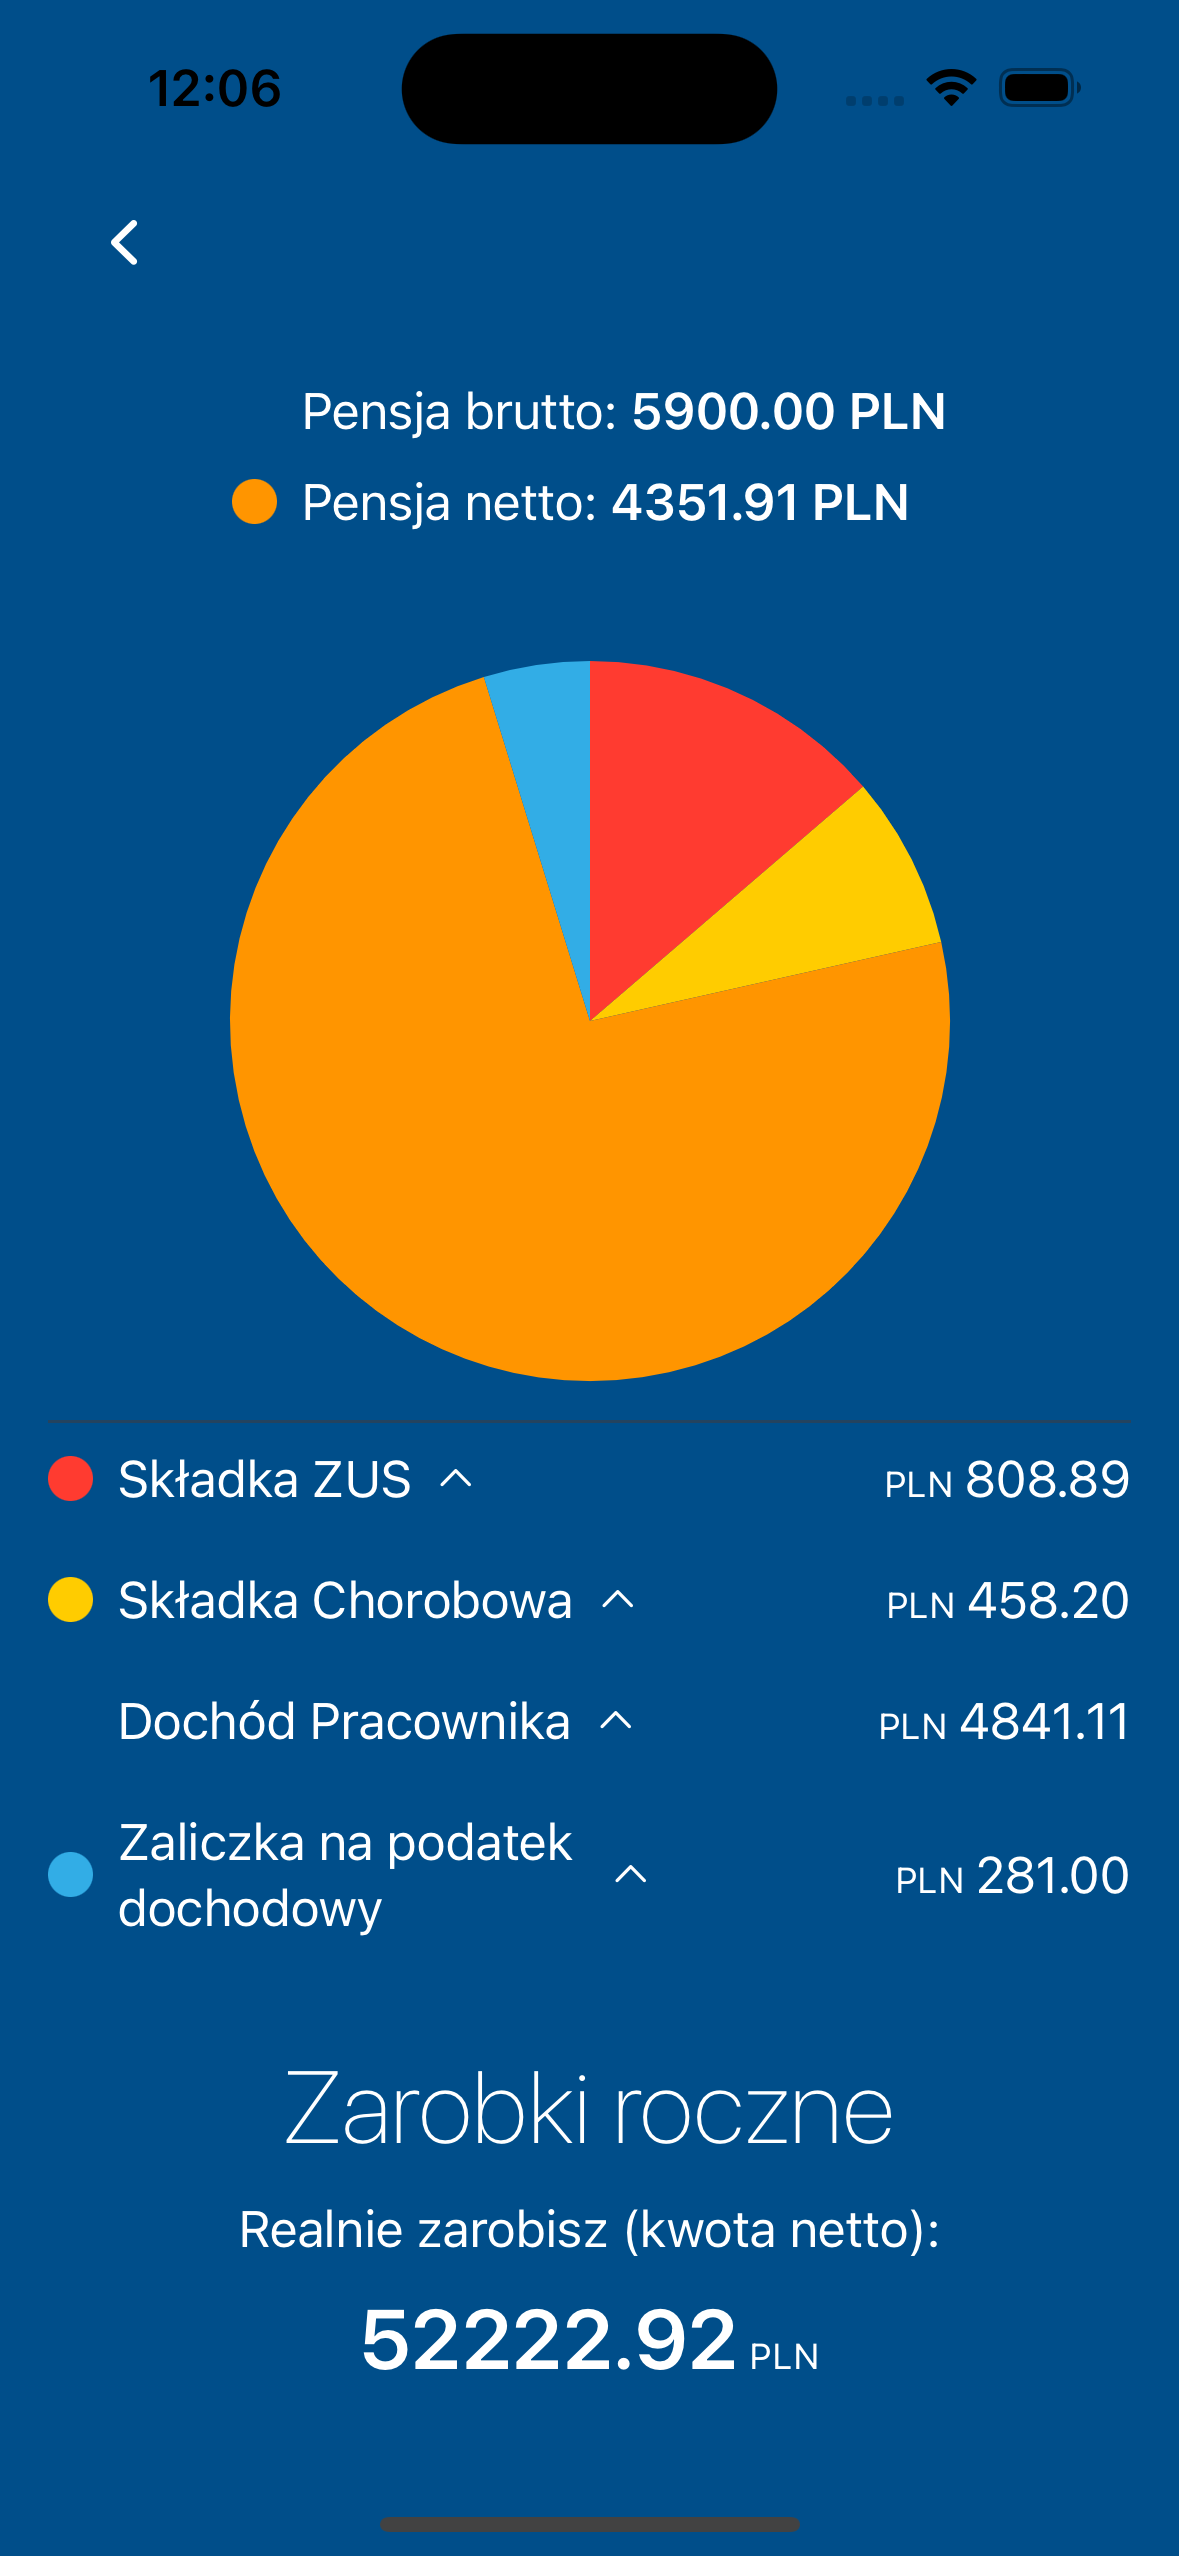 12:06
Pensja brutto: 5900.00 PLN
Pensja netto: 4351.91 PLN
Składka ZUS PLN 808.89
Składka Chorobowa PLN 458.20
Dochód Pracownika PLN 4841.11
Zaliczka na podatek
dochodowy PLN 281.00
Zarobki roczne
Realnie zarobisz (kwota netto):
52222.92 PLN